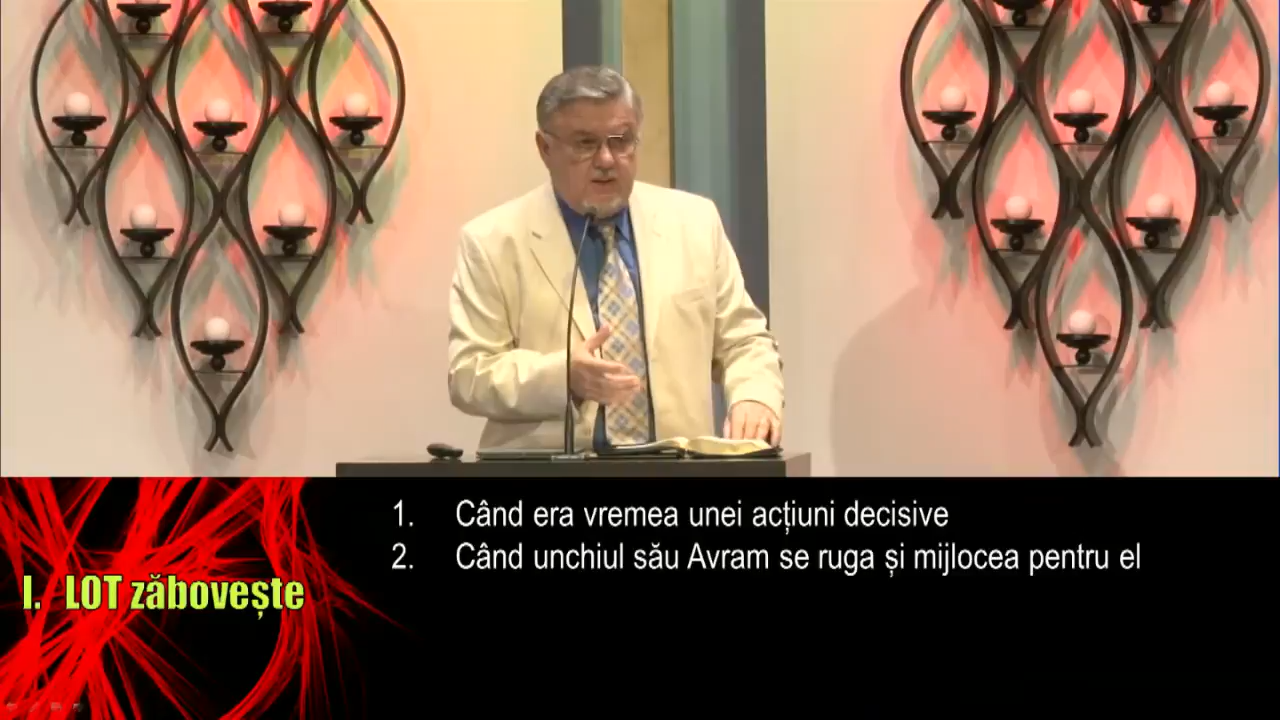 1. Când era vremea unei acțiuni decisive
2. Când unchiul său Avram se ruga și mijlocea pentru el
I. LOT zăbovește